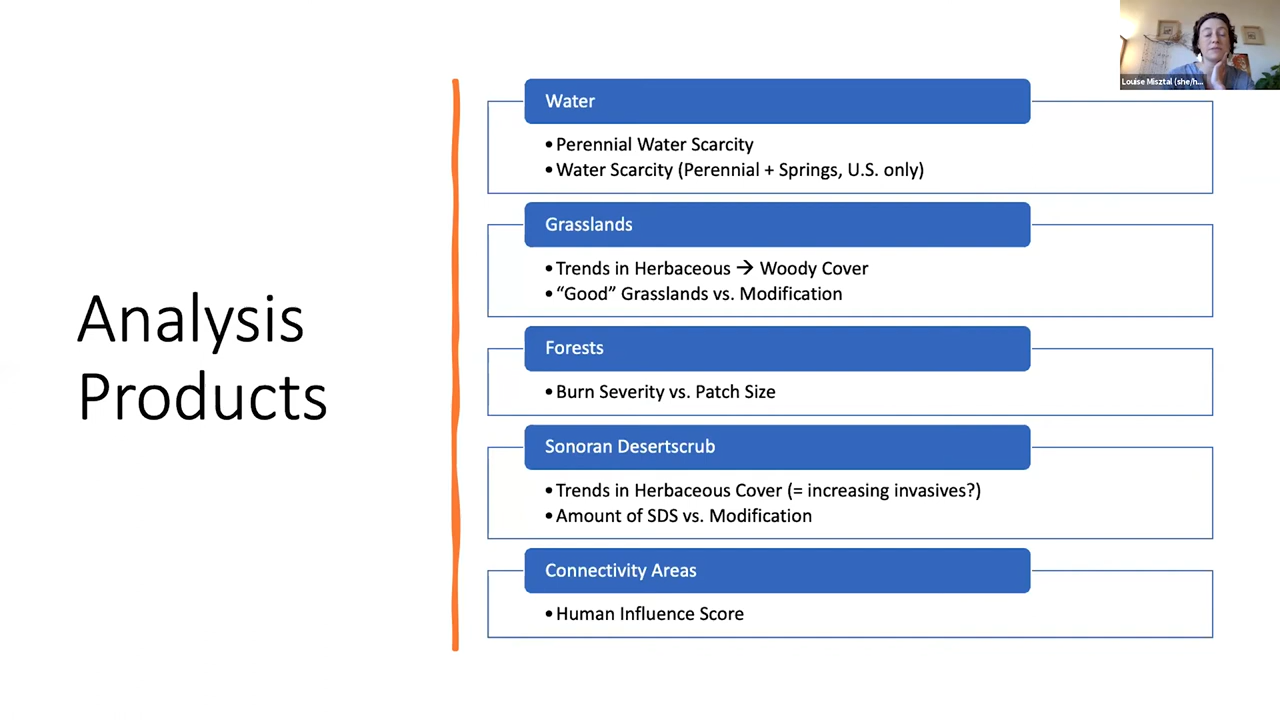 Analysis
Products
Water
•Perennial Water Scarcity
•Water Scarcity (Perennial + Springs, U.S. only)
Grasslands
•Trends in Herbaceous → Woody Cover
•“Good” Grasslands vs. Modification
Forests
•Burn Severity vs. Patch Size
Sonoran Desertscrub
•Trends in Herbaceous Cover (= increasing invasives?)
•Amount of SDS vs. Modification
Connectivity Areas
•Human Influence Score
Louise Misztal (she/h...